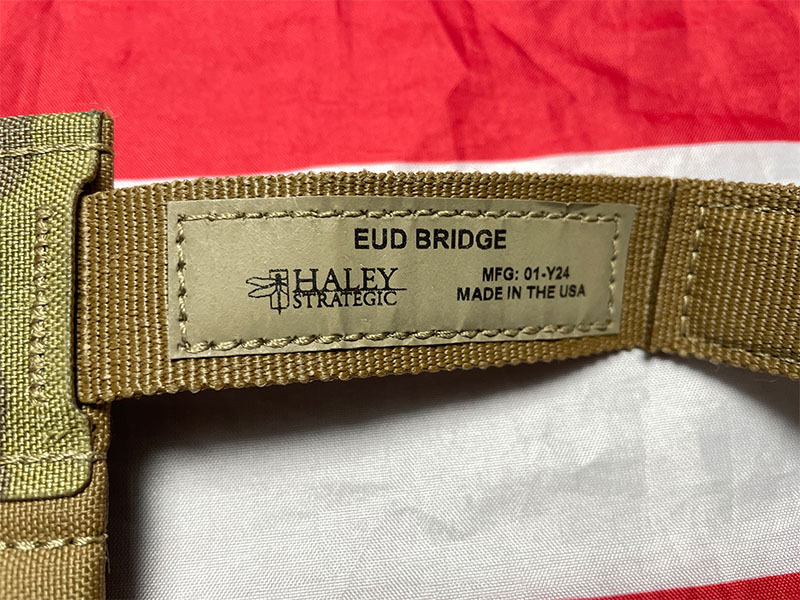 EUD BRIDGE
HALEY
STRATEGIC
MFG: 01-Y24
MADE IN THE USA